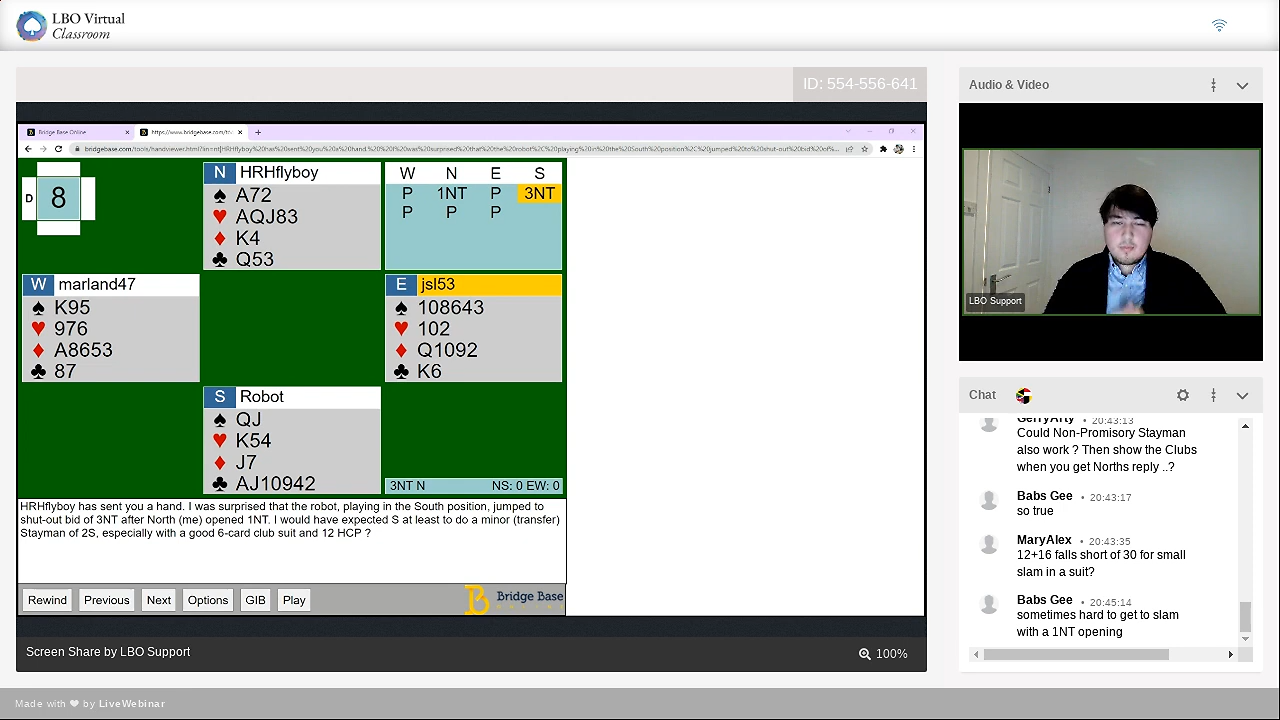 LBO Virtual
Classroom
ID: 554-556-641
Bridge Base Online
https://www.bridgebase.com/too
8
D
N HRHflyboy
♠ A72
♥ AQJ83
♦ K4
♣ Q53
W N E S
P 1NT P 3NT
P P P
W marland47
♠ K95
♥ 976
♦ A8653
♣ 87
E jsl53
♠ 108643
♥ 102
♦ Q1092
♣ K6
S Robot
♠ QJ
♥ K54
♦ J7
♣ AJ10942
3NT N NS: 0 EW: 0
HRHflyboy has sent you a hand. I was surprised that the robot, playing in the South position, jumped to
shut-out bid of 3NT after North (me) opened 1NT. I would have expected S at least to do a minor (transfer)
Stayman of 2S, especially with a good 6-card club suit and 12 HCP ?
Rewind Previous Next Options GIB Play
Bridge Base
Screen Share by LBO Support
100%
Audio & Video
LBO Support
Chat
GerryArty • 20:43:13
Could Non-Promisory Stayman
also work ? Then show the Clubs
when you get Norths reply ..?
Babs Gee • 20:43:17
so true
MaryAlex • 20:43:35
12+16 falls short of 30 for small
slam in a suit?
Babs Gee • 20:45:14
sometimes hard to get to slam
with a 1NT opening
Made with ❤ by LiveWebinar